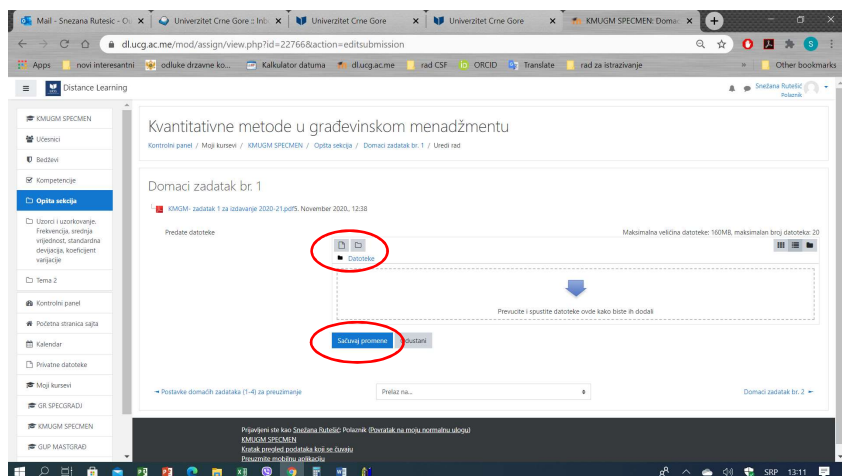 Mail - Snezana Rutesic - Ou
Univerzitet Crne Gore :: Inb
Univerzitet Crne Gore
Univerzitet Crne Gore
KMUGM SPECMEN: Domac
dl.ucg.ac.me/mod/assign/view.php?id=22766&action=editsubmission
Apps novi interesantni odluke drzavne ko... Kalkulator datuma dl.ucg.ac.me rad CSF ORCID Translate rad za istrazivanje » Other bookmarks
Distance Learning
Snežana Rutešić
Polaznik
KMUGM SPECMEN
Učesnici
Bedževi
Kompetencije
Opšta sekcija
Uzorci i uzorkovanje.
Frekvencija, srednja
vrijednost, standardna
devijacija, koeficijent
varijacije
Tema 2
Kontrolni panel
Početna stranica sajta
Kalendar
Privatne datoteke
Moji kursevi
GR SPECGRADJ
KMUGM SPECMEN
GUP MASTGRAĐ
Kvantitativne metode u građevinskom menadžmentu
Kontrolni panel / Moji kursevi / KMUGM SPECMEN / Opšta sekcija / Domaci zadatak br. 1 / Uredi rad
Domaci zadatak br. 1
KMGM- zadatak 1 za izdavanje 2020-21.pdf5. November 2020., 12:38
Predate datoteke
Maksimalna veličina datoteke: 160MB, maksimalan broj datoteka: 20
Datoteke
Prevucite i spustite datoteke ovde kako biste ih dodali
Sačuvaj promene
Odustani
Postavke domaćih zadataka (1-4) za preuzimanje
Prelaz na...
Domaci zadatak br. 2
Prijavljeni ste kao Snežana Rutešić: Polaznik (Povratak na moju normalnu ulogu)
KMUGM SPECMEN
Kratak pregled podataka koji se čuvaju
Preuzmite mobilnu aplikaciju
SRP 13:11